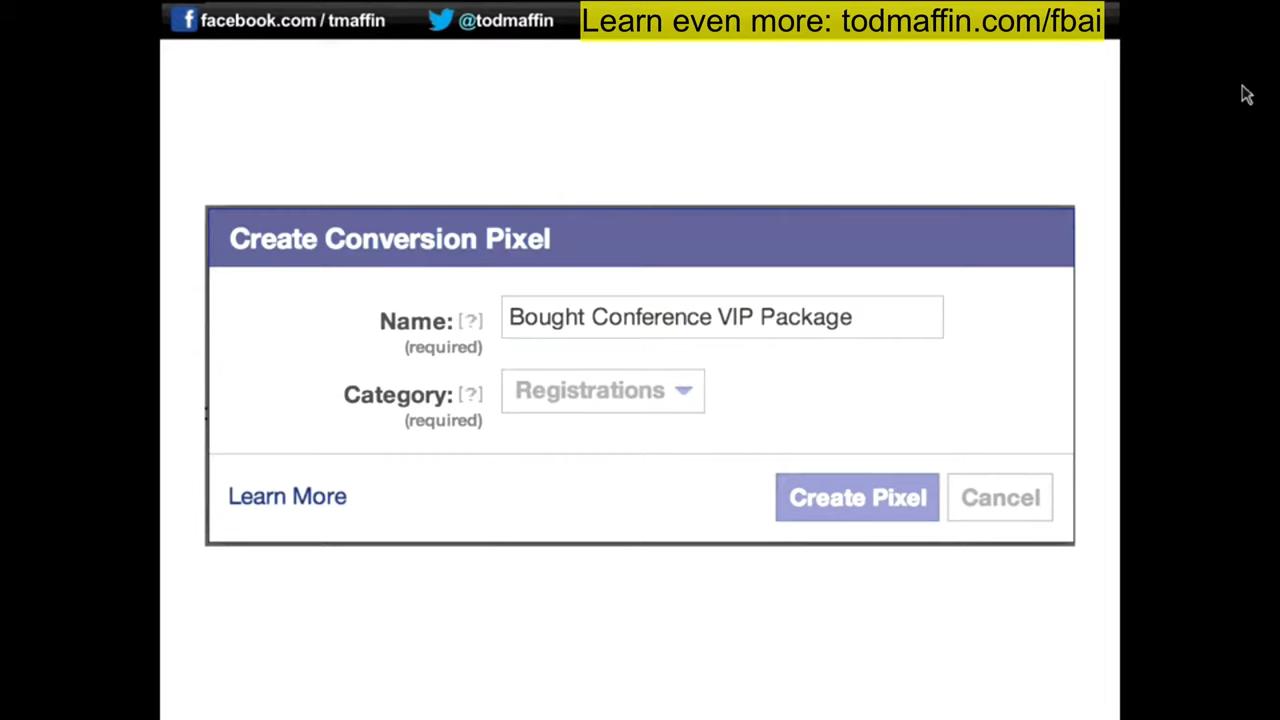 facebook.com / tmaffin @todmaffin Learn even more: todmaffin.com/fbai
Create Conversion Pixel
Name: [?] Bought Conference VIP Package
(required)
Category: [?] Registrations
(required)
Learn More Create Pixel Cancel